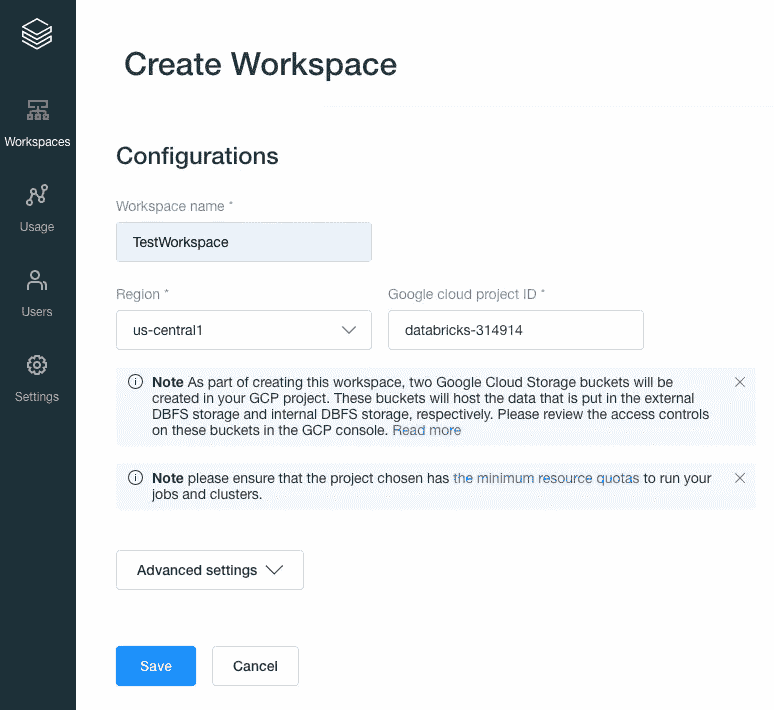 Create Workspace
Workspaces
Usage
Users
Settings
Configurations
Workspace name *
TestWorkspace
Region *
Google cloud project ID *
us-central1
databricks-314914
Note As part of creating this workspace, two Google Cloud Storage buckets will be
created in your GCP project. These buckets will host the data that is put in the external
DBFS storage and internal DBFS storage, respectively. Please review the access controls
on these buckets in the GCP console. Read more
Note please ensure that the project chosen has the minimum resource quotas to run your
jobs and clusters.
Advanced settings
Save
Cancel